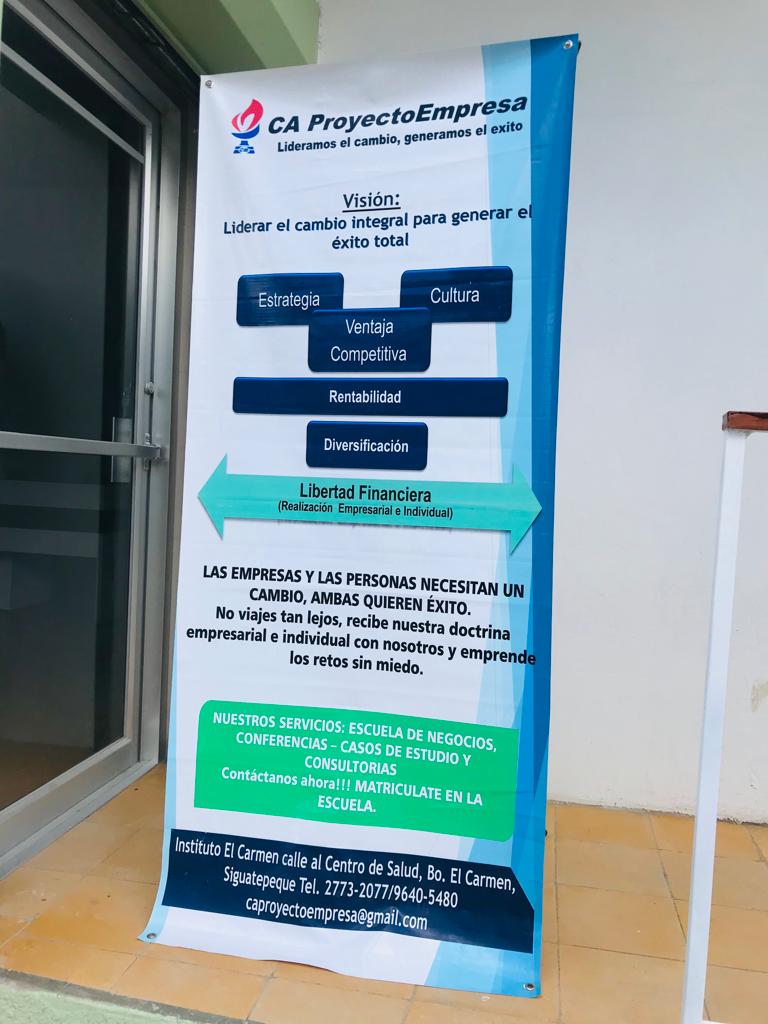 CA ProyectoEmpresa
Lideramos el cambio, generamos el exito
Visión:
Liderar el cambio integral para generar el
éxito total
Estrategia
Cultura
Ventaja
Competitiva
Rentabilidad
Diversificación
Libertad Financiera
(Realización Empresarial e Individual)
LAS EMPRESAS Y LAS PERSONAS NECESITAN UN
CAMBIO, AMBAS QUIEREN ÉXITO.
No viajes tan lejos, recibe nuestra doctrina
empresarial e individual con nosotros y emprende
los retos sin miedo.
NUESTROS SERVICIOS: ESCUELA DE NEGOCIOS,
CONFERENCIAS – CASOS DE ESTUDIO Y
CONSULTORIAS
Contáctanos ahora!!! MATRICULATE EN LA
ESCUELA.
Instituto El Carmen calle al Centro de Salud, Bo. El Carmen,
Siguatepeque Tel. 2773-2077/9640-5480
caproyectoempresa@gmail.com